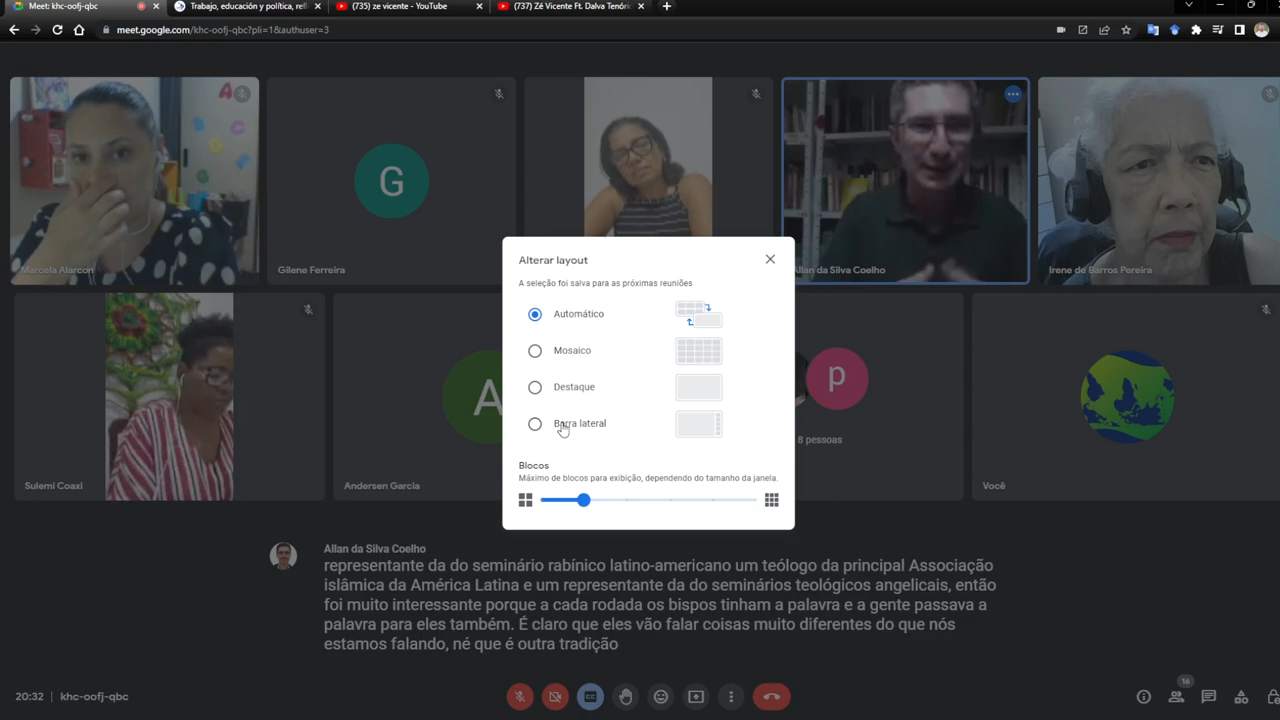 Meet: khc-oofj-qbc
Trabajo, educación y política, ref
(735) ze vicente - YouTube
(737) Zé Vicente Ft. Dalva Tenóri
meet.google.com/khc-oofj-qbc?pli=1&authuser=3
Marcela Alarcon
G
Gilene Ferreira
Allan da Silva Coelho
Irene de Barros Pereira
Alterar layout
A seleção foi salva para as próximas reuniões
Automático
Mosaico
Destaque
Barra lateral
Blocos
Máximo de blocos para exibição, dependendo do tamanho da janela.
Sulemi Coaxi
A
Andersen Garcia
p
8 pessoas
Você
Allan da Silva Coelho
representante da do seminário rabínico latino-americano um teólogo da principal Associação
islâmica da América Latina e um representante da do seminários teológicos angelicais, então
foi muito interessante porque a cada rodada os bispos tinham a palavra e a gente passava a
palavra para eles também. É claro que eles vão falar coisas muito diferentes do que nós
estamos falando, né que é outra tradição
20:32 | khc-oofj-qbc
16